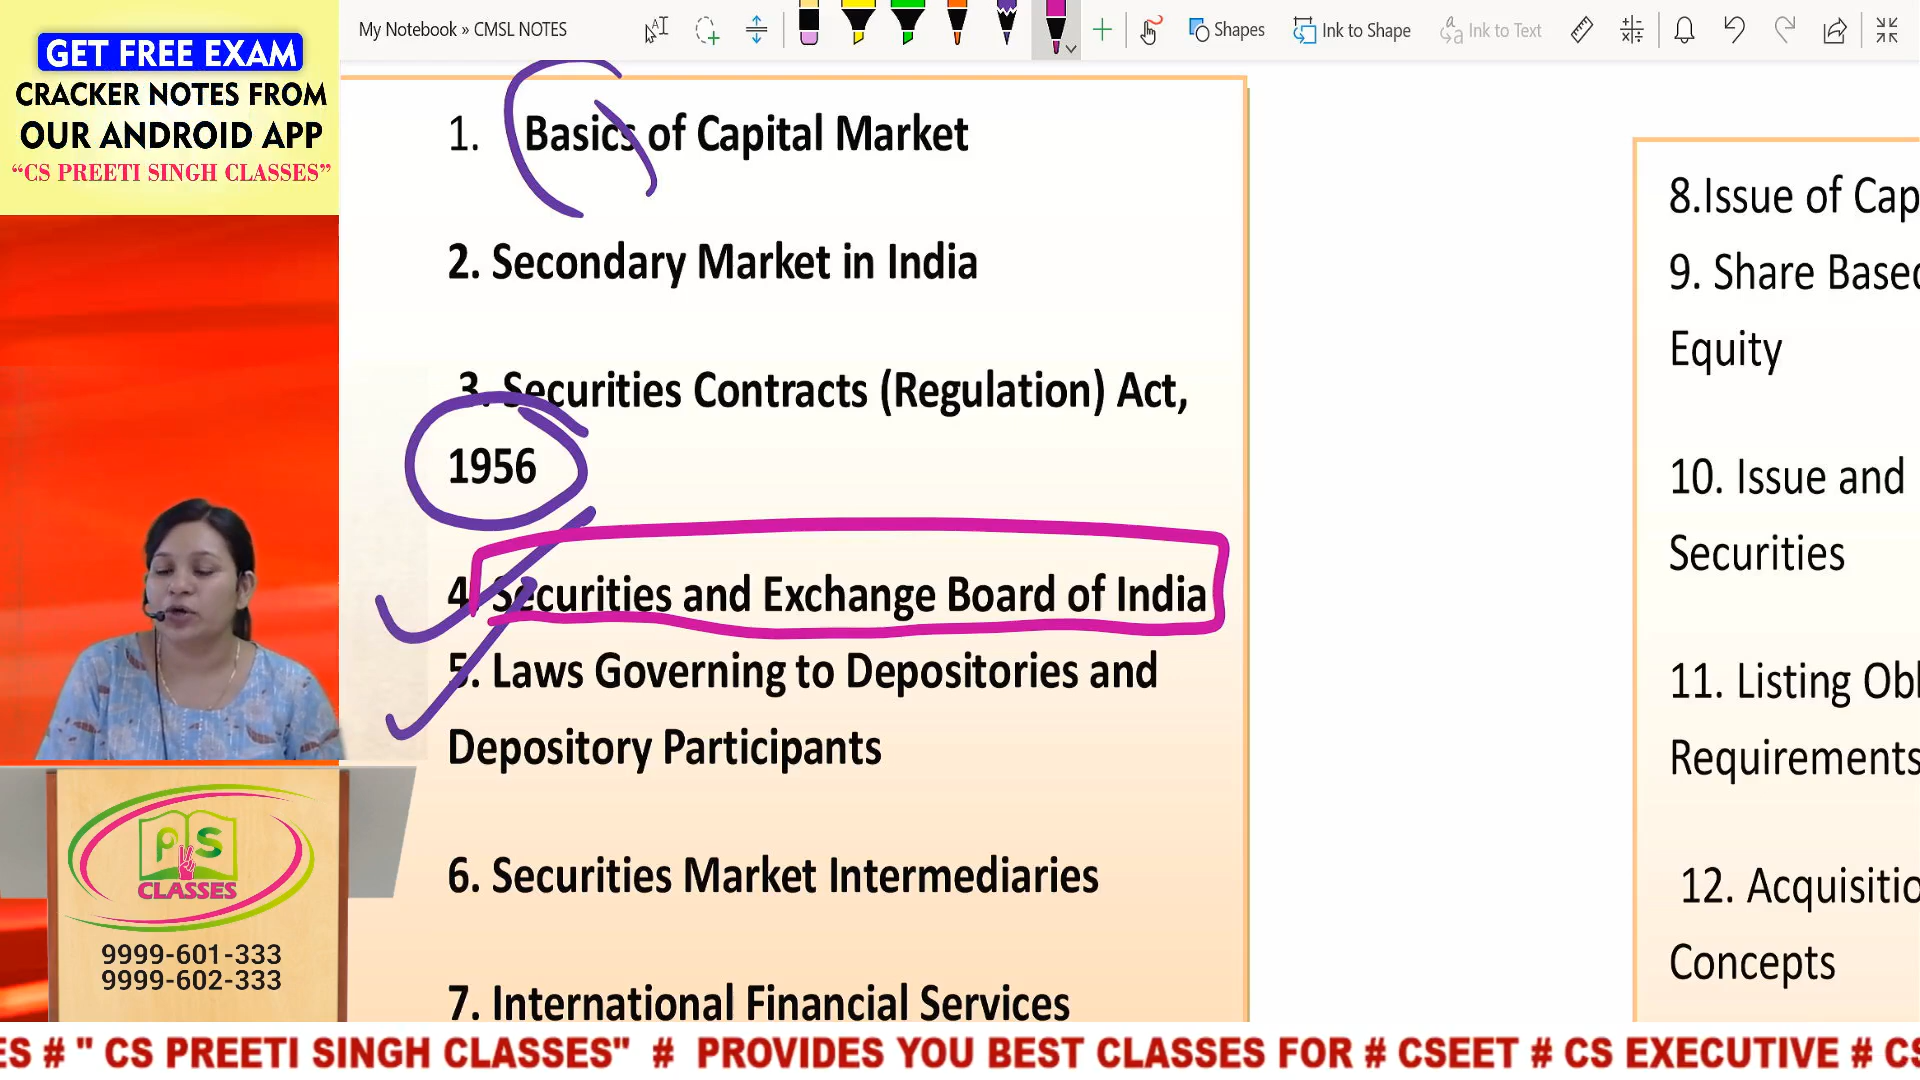 GET FREE EXAM
CRACKER NOTES FROM
OUR ANDROID APP
“CS PREETI SINGH CLASSES”
My Notebook » CMSL NOTES
Shapes
Ink to Shape
Ink to Text
1. Basics of Capital Market
2. Secondary Market in India
3. Securities Contracts (Regulation) Act,
1956
4. Securities and Exchange Board of India
5. Laws Governing to Depositories and
Depository Participants
6. Securities Market Intermediaries
7. International Financial Services
8.Issue of Cap
9. Share Based
Equity
10. Issue and
Securities
11. Listing Obl
Requirements
12. Acquisitio
Concepts
PS
CLASSES
9999-601-333
9999-602-333
ES # " CS PREETI SINGH CLASSES" # PROVIDES YOU BEST CLASSES FOR # CSEET # CS EXECUTIVE # CS